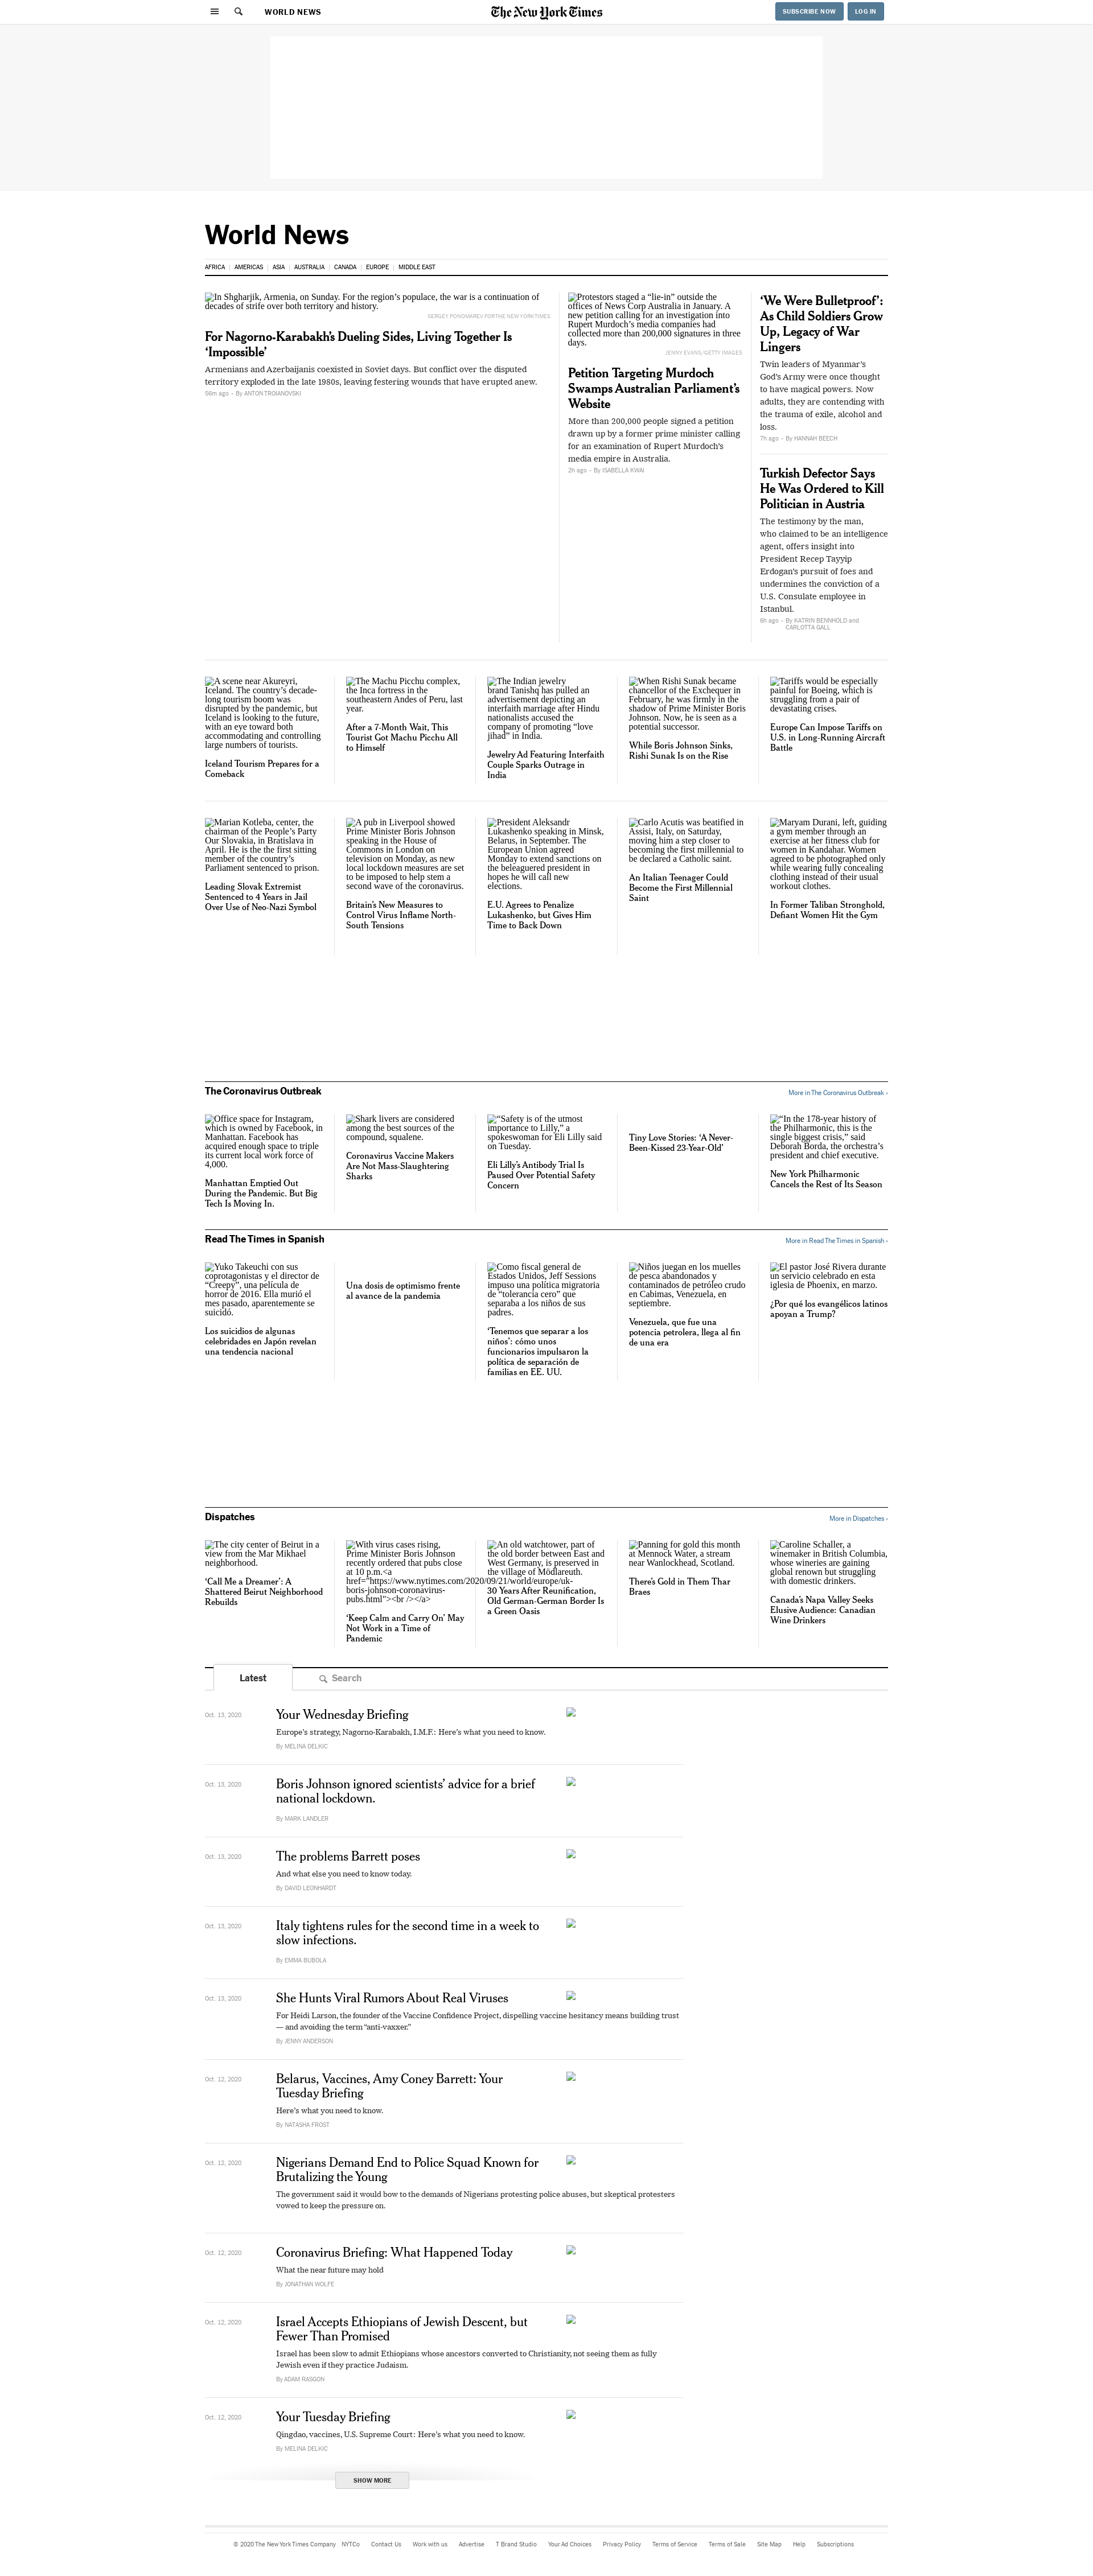 WORLD NEWS
The New York Times
SUBSCRIBE NOW
LOG IN
World News
AFRICA
AMERICAS
ASIA
AUSTRALIA
CANADA
EUROPE
MIDDLE EAST
In Shgharjik, Armenia, on Sunday. For the region's populace, the war is a continuation of
decades of strife over both territory and history.
SERGEY PONOMAREV FOR THE NEW YORK TIMES
For Nagorno-Karabakh's Dueling Sides, Living Together Is
‘Impossible’
Armenians and Azerbaijanis coexisted in Soviet days. But conflict over the disputed
territory exploded in the late 1980s, leaving festering wounds that have erupted anew.
56m ago - By ANTON TROIANOVSKI
Protestors staged a “lie-in” outside the
offices of News Corp Australia in January. A
new petition calling for an investigation into
Rupert Murdoch’s media companies had
collected more than 200,000 signatures in three
days.
JENNY EVANS/GETTY IMAGES
Petition Targeting Murdoch
Swamps Australian Parliament’s
Website
More than 200,000 people signed a petition
drawn up by a former prime minister calling
for an examination of Rupert Murdoch’s
media empire in Australia.
2h ago - By ISABELLA KWAI
‘We Were Bulletproof’:
As Child Soldiers Grow
Up, Legacy of War
Lingers
Twin leaders of Myanmar’s
God’s Army were once thought
to have magical powers. Now
adults, they are contending with
the trauma of exile, alcohol and
loss.
7h ago - By HANNAH BEECH
Turkish Defector Says
He Was Ordered to Kill
Politician in Austria
The testimony by the man,
who claimed to be an intelligence
agent, offers insight into
President Recep Tayyip
Erdogan’s pursuit of foes and
undermines the conviction of a
U.S. Consulate employee in
Istanbul.
6h ago - By KATRIN BENNHOLD and
CARLOTTA GALL
A scene near Akureyri,
Iceland. The country’s decade-
long tourism boom was
disrupted by the pandemic, but
Iceland is looking to the future,
with an eye toward both
accommodating and controlling
large numbers of tourists.
Iceland Tourism Prepares for a
Comeback
The Machu Picchu complex,
the Inca fortress in the
southeastern Andes of Peru, last
year.
After a 7-Month Wait, This
Tourist Got Machu Picchu All
to Himself
The Indian jewelry
brand Tanishq has pulled an
advertisement depicting an
interfaith marriage after Hindu
nationalists accused the
company of promoting “love
jihad“ in India.
Jewelry Ad Featuring Interfaith
Couple Sparks Outrage in
India
When Rishi Sunak became
chancellor of the Exchequer in
February, he was firmly in the
shadow of Prime Minister Boris
Johnson. Now, he is seen as a
potential successor.
While Boris Johnson Sinks,
Rishi Sunak Is on the Rise
Tariffs would be especially
painful for Boeing, which is
struggling from a pair of
devastating crises.
Europe Can Impose Tariffs on
U.S. in Long-Running Aircraft
Battle
Marian Kotleba, center, the
chairman of the People’s Party
Our Slovakia, in Bratislava in
April. He is the the first sitting
member of the country’s
Parliament sentenced to prison.
Leading Slovak Extremist
Sentenced to 4 Years in Jail
Over Use of Neo-Nazi Symbol
A pub in Liverpool showed
Prime Minister Boris Johnson
speaking in the House of
Commons in London on
television on Monday, as new
local lockdown measures are set
to be imposed to help stem a
second wave of the coronavirus.
Britain’s New Measures to
Control Virus Inflame North-
South Tensions
President Aleksandr
Lukashenko speaking in Minsk,
Belarus, in September. The
European Union agreed
Monday to extend sanctions on
the beleaguered president in
hopes he will call new
elections.
E.U. Agrees to Penalize
Lukashenko, but Gives Him
Time to Back Down
Carlo Acutis was beatified in
Assisi, Italy, on Saturday,
moving him a step closer to
becoming the first millennial to
be declared a Catholic saint.
An Italian Teenager Could
Become the First Millennial
Saint
Maryam Durani, left, guiding
a gym member through an
exercise at her fitness club for
women in Kandahar. Women
agreed to be photographed only
while wearing fully concealing
clothing instead of their usual
workout clothes.
In Former Taliban Stronghold,
Defiant Women Hit the Gym
The Coronavirus Outbreak
More in The Coronavirus Outbreak ›
Office space for Instagram,
which is owned by Facebook, in
Manhattan. Facebook has
acquired enough space to triple
its current local work force of
4,000.
Manhattan Emptied Out
During the Pandemic. But Big
Tech Is Moving In.
Shark livers are considered
among the best sources of the
compound, squalene.
Coronavirus Vaccine Makers
Are Not Mass-Slaughtering
Sharks
“Safety is of the utmost
importance to Lilly,” a
spokeswoman for Eli Lilly said
on Tuesday.
Eli Lilly’s Antibody Trial Is
Paused Over Potential Safety
Concern
Tiny Love Stories: ‘A Never-
Been-Kissed 23-Year-Old’
“In the 178-year history of
the Philharmonic, this is the
single biggest crisis,” said
Deborah Borda, the orchestra’s
president and chief executive.
New York Philharmonic
Cancels the Rest of Its Season
Read The Times in Spanish
More in Read The Times in Spanish ›
Yuko Takeuchi con sus
coprotagonistas y el director de
“Creepy”, una película de
horror de 2016. Ella murió el
mes pasado, aparentemente se
suicidó.
Los suicidios de algunas
celebridades en Japón revelan
una tendencia nacional
Una dosis de optimismo frente
al avance de la pandemia
Como fiscal general de
Estados Unidos, Jeff Sessions
impuso una política migratoria
de “tolerancia cero” que
separaba a los niños de sus
padres.
‘Tenemos que separar a los
niños’: cómo unos
funcionarios impulsaron la
política de separación de
familias en EE. UU.
Niños juegan en los muelles
de pesca abandonados y
contaminados de petróleo crudo
en Cabimas, Venezuela, en
septiembre.
Venezuela, que fue una
potencia petrolera, llega al fin
de una era
El pastor José Rivera durante
un servicio celebrado en esta
iglesia de Phoenix, en marzo.
¿Por qué los evangélicos latinos
apoyan a Trump?
Dispatches
More in Dispatches ›
The city center of Beirut in a
view from the Mar Mikhael
neighborhood.
‘Call Me a Dreamer’: A
Shattered Beirut Neighborhood
Rebuilds
With virus cases rising,
Prime Minister Boris Johnson
recently ordered that pubs close
at 10 p.m.<a
href="https://www.nytimes.com/2020/09/21/world/europe/uk-
boris-johnson-coronavirus-
pubs.html"><br /></a>
‘Keep Calm and Carry On’ May
Not Work in a Time of
Pandemic
An old watchtower, part of
the old border between East and
West Germany, is preserved in
the village of Mödlareuth.
30 Years After Reunification,
Old German-German Border Is
a Green Oasis
Panning for gold this month
at Mennock Water, a stream
near Wanlockhead, Scotland.
There’s Gold in Them Thar
Braes
Caroline Schaller, a
winemaker in British Columbia,
whose wineries are gaining
global renown but struggling
with domestic drinkers.
Canada’s Napa Valley Seeks
Elusive Audience: Canadian
Wine Drinkers
Latest
Search
Oct. 13, 2020
Your Wednesday Briefing
Europe’s strategy, Nagorno-Karabakh, I.M.F.: Here’s what you need to know.
By MELINA DELKIC
Oct. 13, 2020
Boris Johnson ignored scientists’ advice for a brief
national lockdown.
By MARK LANDLER
Oct. 13, 2020
The problems Barrett poses
And what else you need to know today.
By DAVID LEONHARDT
Oct. 13, 2020
Italy tightens rules for the second time in a week to
slow infections.
By EMMA BUBOLA
Oct. 13, 2020
She Hunts Viral Rumors About Real Viruses
For Heidi Larson, the founder of the Vaccine Confidence Project, dispelling vaccine hesitancy means building trust
— and avoiding the term “anti-vaxxer.”
By JENNY ANDERSON
Oct. 12, 2020
Belarus, Vaccines, Amy Coney Barrett: Your
Tuesday Briefing
Here’s what you need to know.
By NATASHA FROST
Oct. 12, 2020
Nigerians Demand End to Police Squad Known for
Brutalizing the Young
The government said it would bow to the demands of Nigerians protesting police abuses, but skeptical protesters
vowed to keep the pressure on.
Oct. 12, 2020
Coronavirus Briefing: What Happened Today
What the near future may hold
By JONATHAN WOLFE
Oct. 12, 2020
Israel Accepts Ethiopians of Jewish Descent, but
Fewer Than Promised
Israel has been slow to admit Ethiopians whose ancestors converted to Christianity, not seeing them as fully
Jewish even if they practice Judaism.
By ADAM RASGON
Oct. 12, 2020
Your Tuesday Briefing
Qingdao, vaccines, U.S. Supreme Court: Here’s what you need to know.
By MELINA DELKIC
SHOW MORE
© 2020 The New York Times Company
NYTCo
Contact Us
Work with us
Advertise
T Brand Studio
Your Ad Choices
Privacy Policy
Terms of Service
Terms of Sale
Site Map
Help
Subscriptions